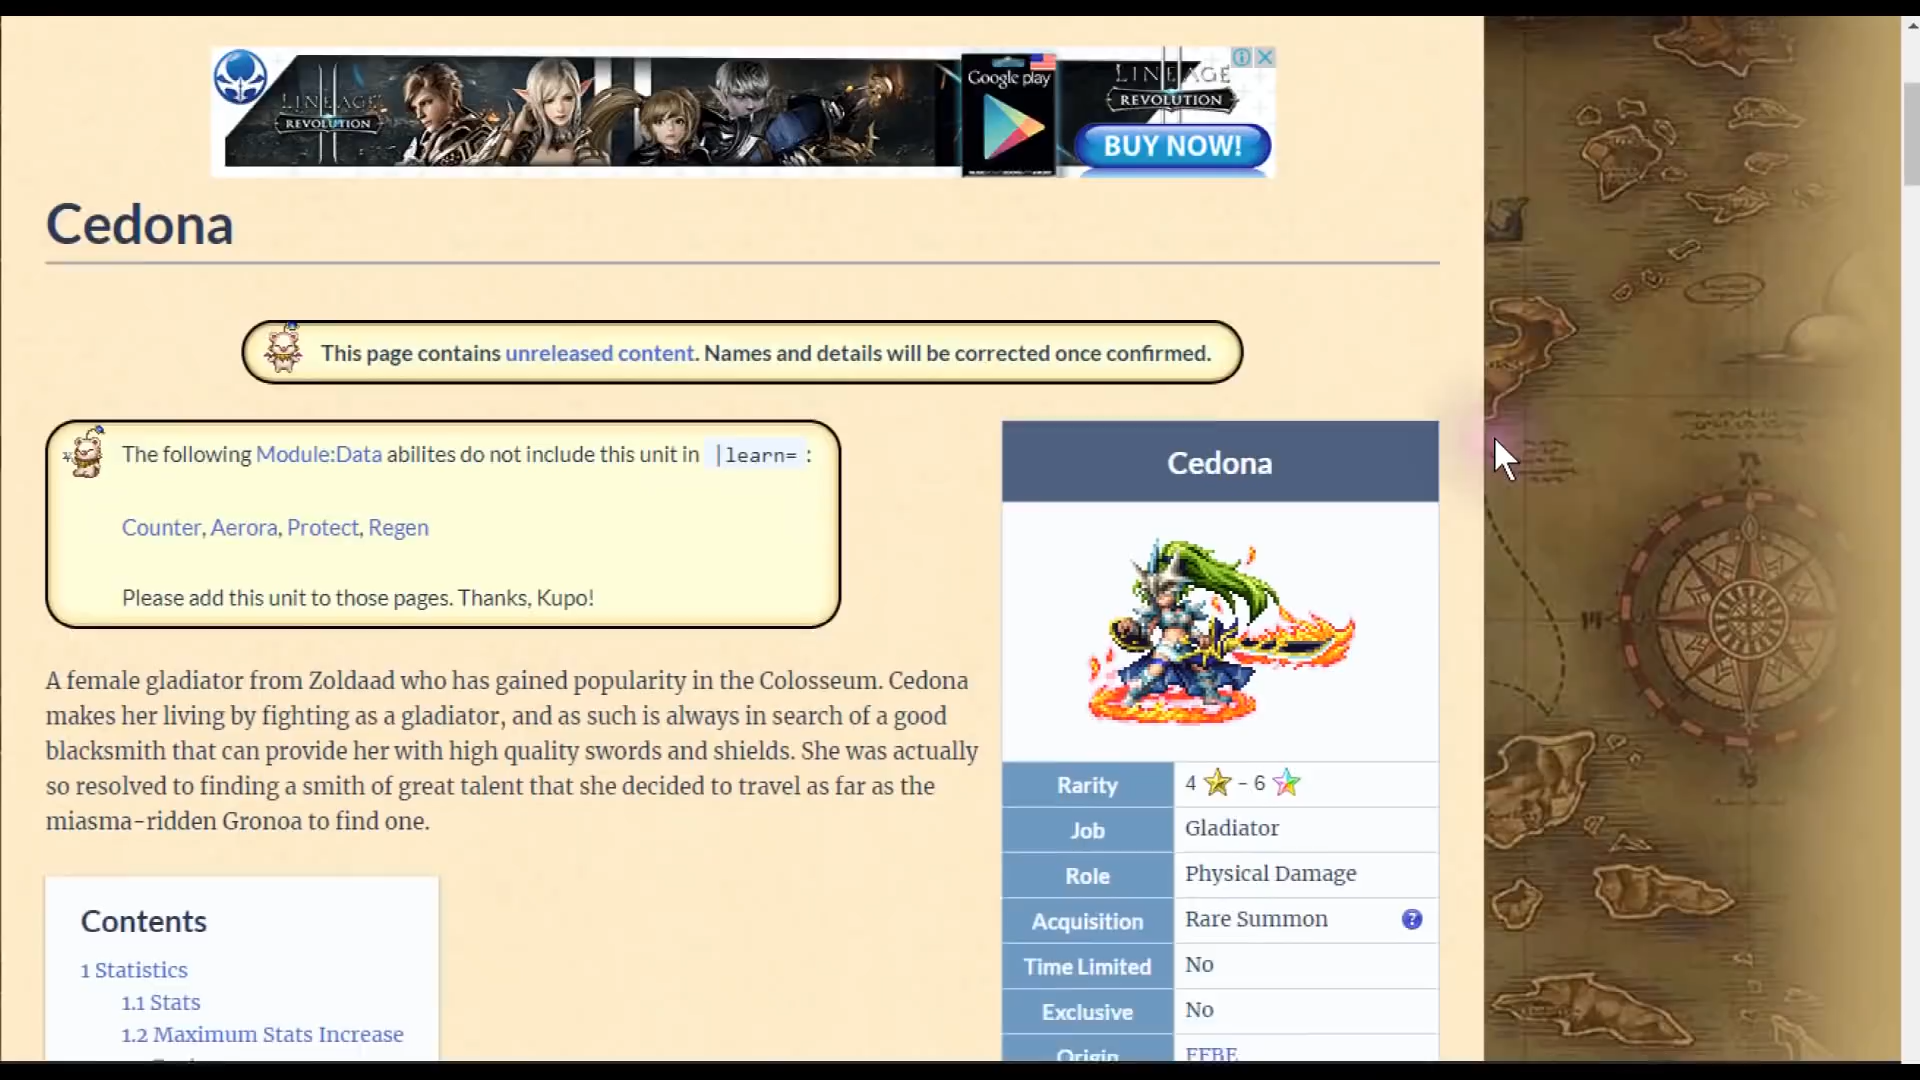 LINEAGE
REVOLUTION
Google play
LINEAGE
REVOLUTION
BUY NOW!
Cedona
This page contains unreleased content. Names and details will be corrected once confirmed.
The following Module:Data abilites do not include this unit in |learn= :
Counter, Aerora, Protect, Regen
Please add this unit to those pages. Thanks, Kupo!
A female gladiator from Zoldaad who has gained popularity in the Colosseum. Cedona
makes her living by fighting as a gladiator, and as such is always in search of a good
blacksmith that can provide her with high quality swords and shields. She was actually
so resolved to finding a smith of great talent that she decided to travel as far as the
miasma-ridden Gronoa to find one.
Contents
1 Statistics
1.1 Stats
1.2 Maximum Stats Increase
Cedona
Rarity 4 - 6
Job Gladiator
Role Physical Damage
Acquisition Rare Summon ?
Time Limited No
Exclusive No
Origin FFBE